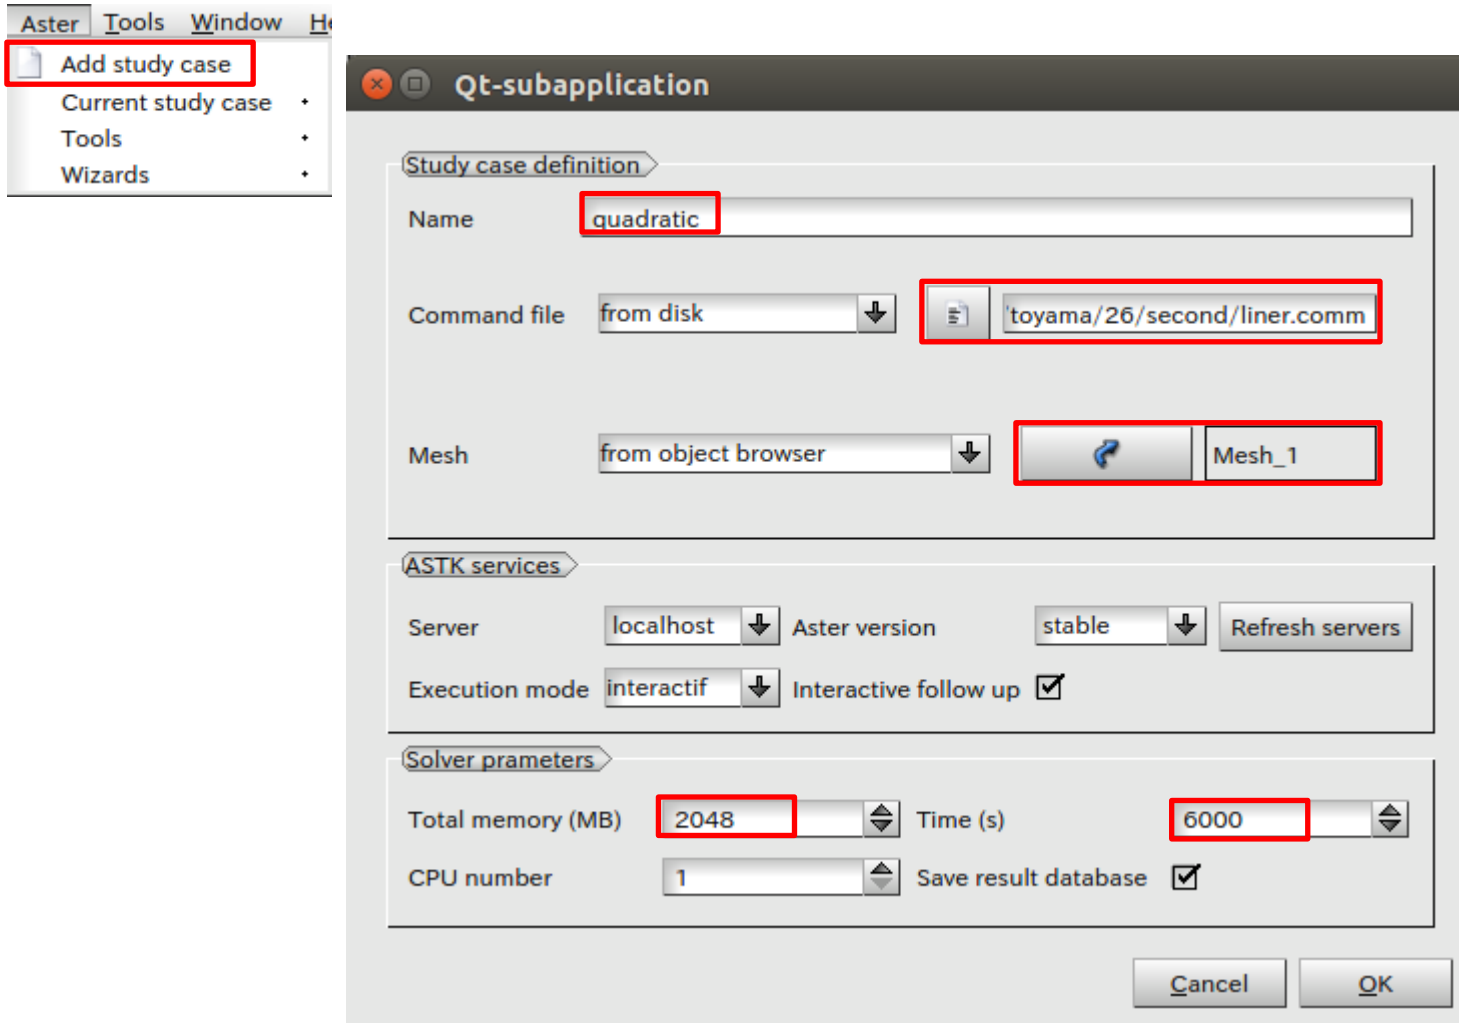 Aster Tools Window
Add study case
Current study case
Tools
Wizards
Qt-subapplication
Study case definition
Name quadratic
Command file from disk toyama/26/second/liner.comm
Mesh from object browser Mesh_1
ASTK services
Server localhost Aster version stable Refresh servers
Execution mode interactif Interactive follow up
Solver prameters
Total memory (MB) 2048 Time (s) 6000
CPU number 1 Save result database
Cancel OK